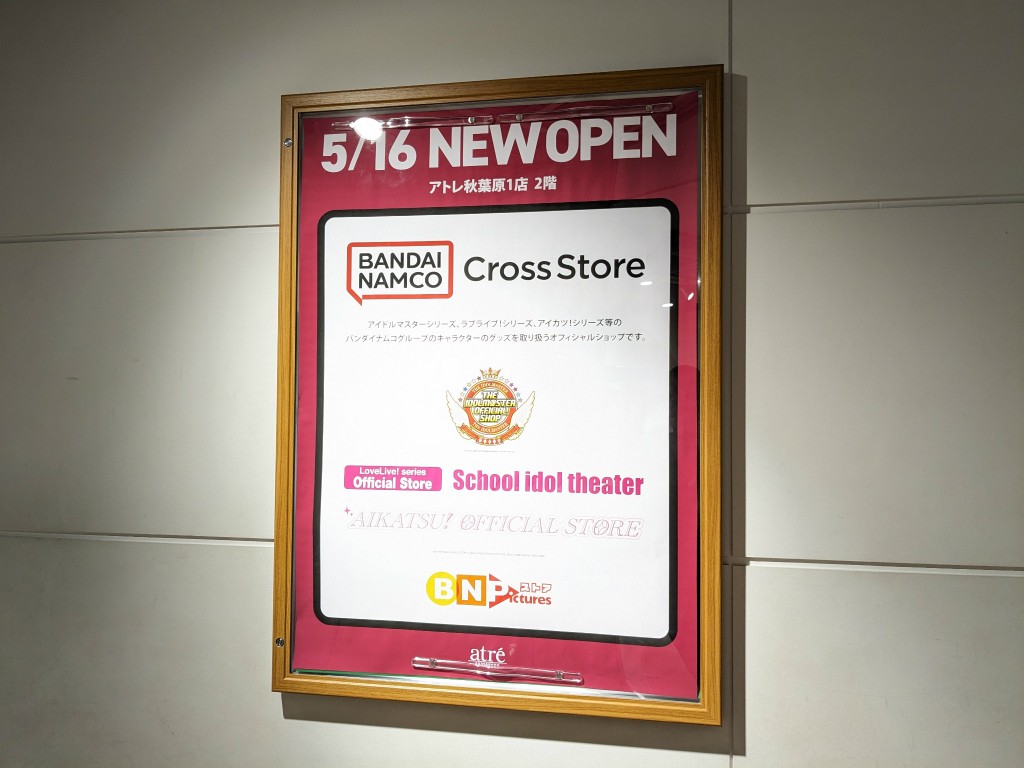 5/16 NEW OPEN
アトレ秋葉原1店 2階
BANDAI
NAMCO
Cross Store
アイドルマスターシリーズ、ラブライブ!シリーズ、アイカツ!シリーズ等の
バンダイナムコグループのキャラクターのグッズを取り扱うオフィシャルショップです。
THE
IDOLM@STER
OFFICIAL
SHOP
LoveLive! series
Official Store
School idol theater
AIKATSU! OFFICIAL STORE
BNPictures
ストア
atré